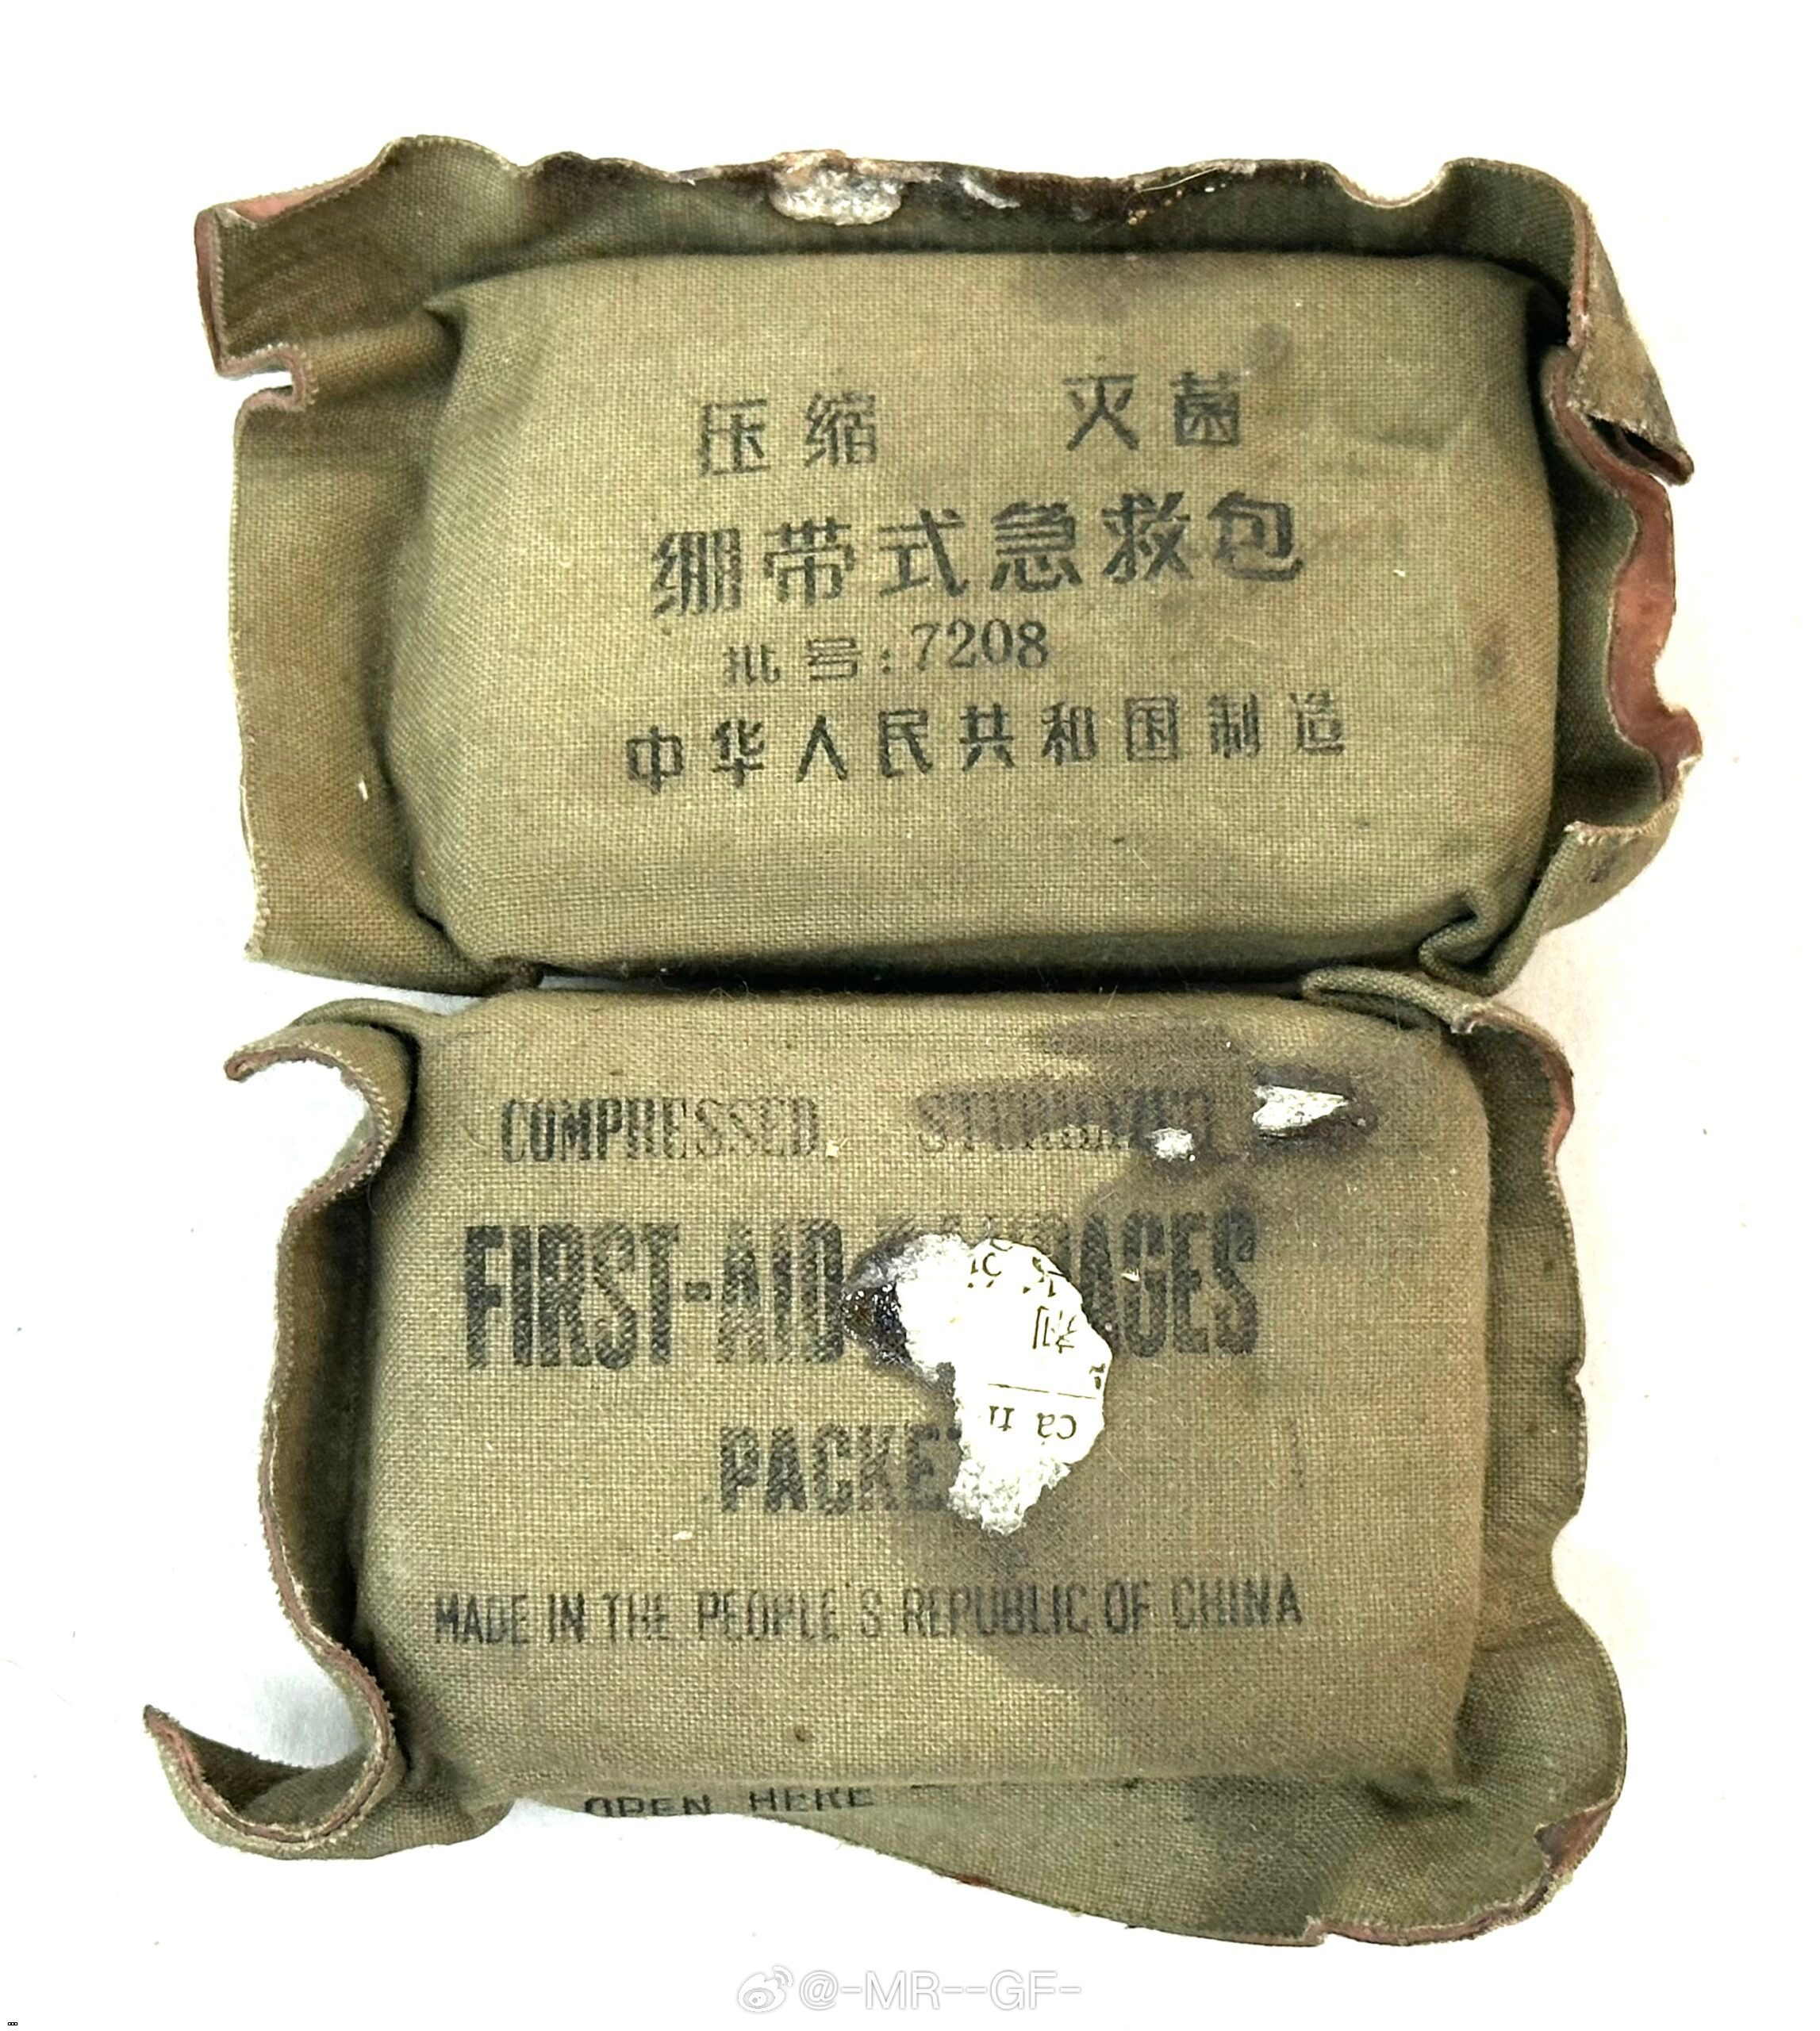 压缩 灭菌
绷带式急救包
批号:7208
中华人民共和国制造
COMPRESSED
FIRST-AID
MADE IN THE PEOPLE'S REPUBLIC OF CHINA
OPEN HERE
@-MR--GF-